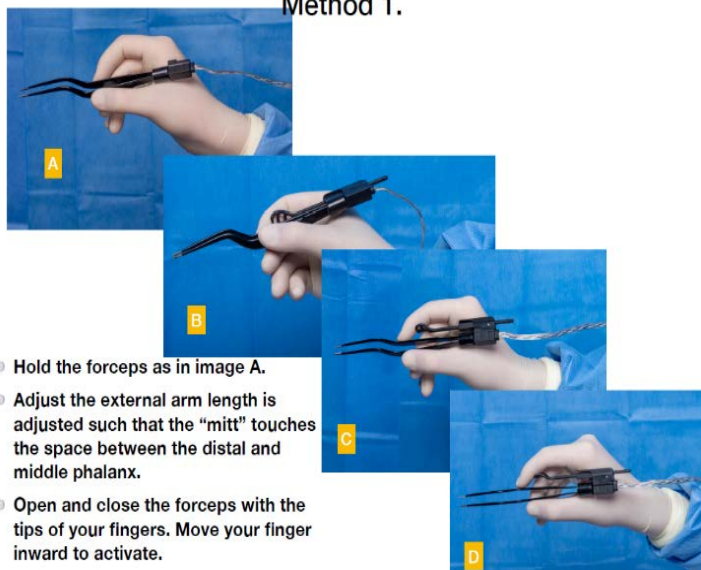 Method 1.
A
B
C
D
Hold the forceps as in image A.
Adjust the external arm length is
adjusted such that the “mitt” touches
the space between the distal and
middle phalanx.
Open and close the forceps with the
tips of your fingers. Move your finger
inward to activate.